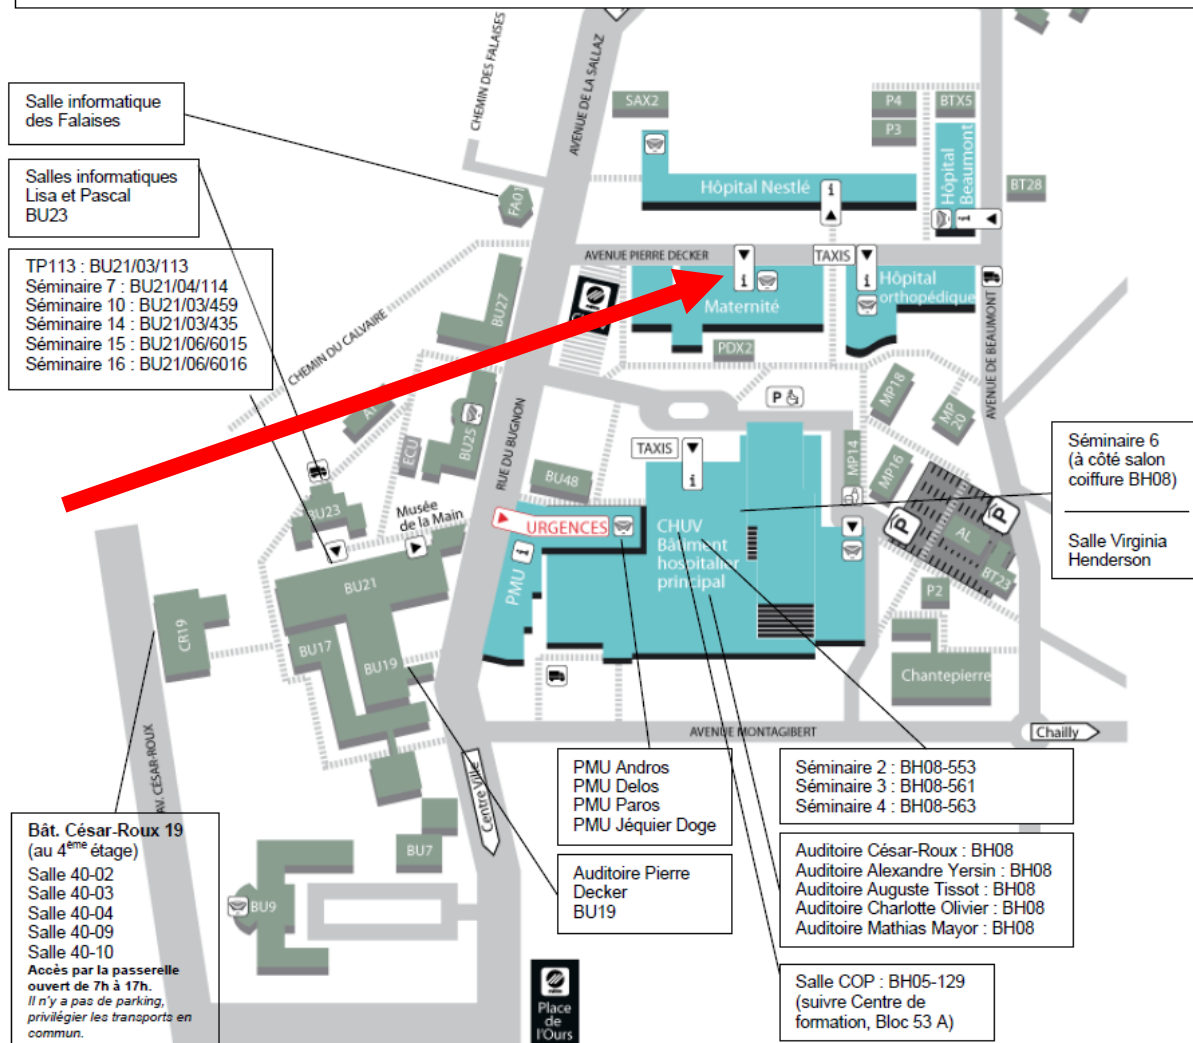 Salle informatique
des Falaises
Salles informatiques
Lisa et Pascal
BU23
TP113 : BU21/03/113
Séminaire 7 : BU21/04/114
Séminaire 10 : BU21/03/459
Séminaire 14 : BU21/03/435
Séminaire 15 : BU21/06/6015
Séminaire 16 : BU21/06/6016
CHEMIN DES FALAISES
AVENUE DE LA SALLAZ
SAX2
P4
P3
BTX5
Hôpital
Beaumont
BT28
Hôpital Nestlé
i
FA01
AVENUE PIERRE DECKER
TAXIS
i
i
Maternité
Hôpital
orthopédique
PDX2
AVENUE DE BEAUMONT
BU27
CHEMIN DU CALVAIRE
BU25
ECU
RUE DU BUGNON
P
MP18
MP
20
MP14
MP16
TAXIS
i
BU48
URGENCES
CHUV
Bâtiment
hospitalier
principal
PMU
i
P
P
AL
BT23
P2
Chantepierre
Séminaire 6
(à côté salon
coiffure BH08)
Salle Virginia
Henderson
BU23
Musée
de la Main
BU21
CR19
BU17
BU19
AV. CÉSAR-ROUX
AVENUE MONTAGIBERT
Chailly
Centre Ville
BU7
BU9
Bât. César-Roux 19
(au 4ème étage)
Salle 40-02
Salle 40-03
Salle 40-04
Salle 40-09
Salle 40-10
Accès par la passerelle
ouvert de 7h à 17h.
Il n'y a pas de parking,
privilégier les transports en
commun.
PMU Andros
PMU Delos
PMU Paros
PMU Jéquier Doge
Auditoire Pierre
Decker
BU19
Séminaire 2 : BH08-553
Séminaire 3 : BH08-561
Séminaire 4 : BH08-563
Auditoire César-Roux : BH08
Auditoire Alexandre Yersin : BH08
Auditoire Auguste Tissot : BH08
Auditoire Charlotte Olivier : BH08
Auditoire Mathias Mayor : BH08
Salle COP : BH05-129
(suivre Centre de
formation, Bloc 53 A)
Place
de
l'Ours